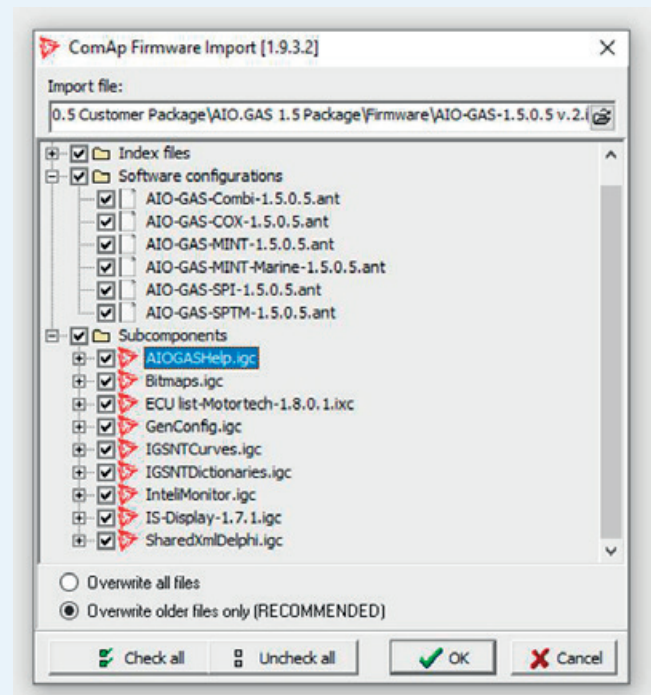 ComAp Firmware Import [1.9.3.2]
Import file:
0.5 Customer Package\AIO.GAS 1.5 Package\Firmware\AIO-GAS-1.5.0.5 v.2.i
Index files
Software configurations
AIO-GAS-Combi-1.5.0.5.ant
AIO-GAS-COX-1.5.0.5.ant
AIO-GAS-MINT-1.5.0.5.ant
AIO-GAS-MINT-Marine-1.5.0.5.ant
AIO-GAS-SPI-1.5.0.5.ant
AIO-GAS-SPTM-1.5.0.5.ant
Subcomponents
AIOGASHelp.igc
Bitmaps.igc
ECU list-Motortech-1.8.0.1.ixc
GenConfig.igc
IGSNTCurves.igc
IGSNTDictionaries.igc
InteliMonitor.igc
IS-Display-1.7.1.igc
SharedXmlDelphi.igc
Overwrite all files
Overwrite older files only (RECOMMENDED)
Check all Uncheck all OK Cancel